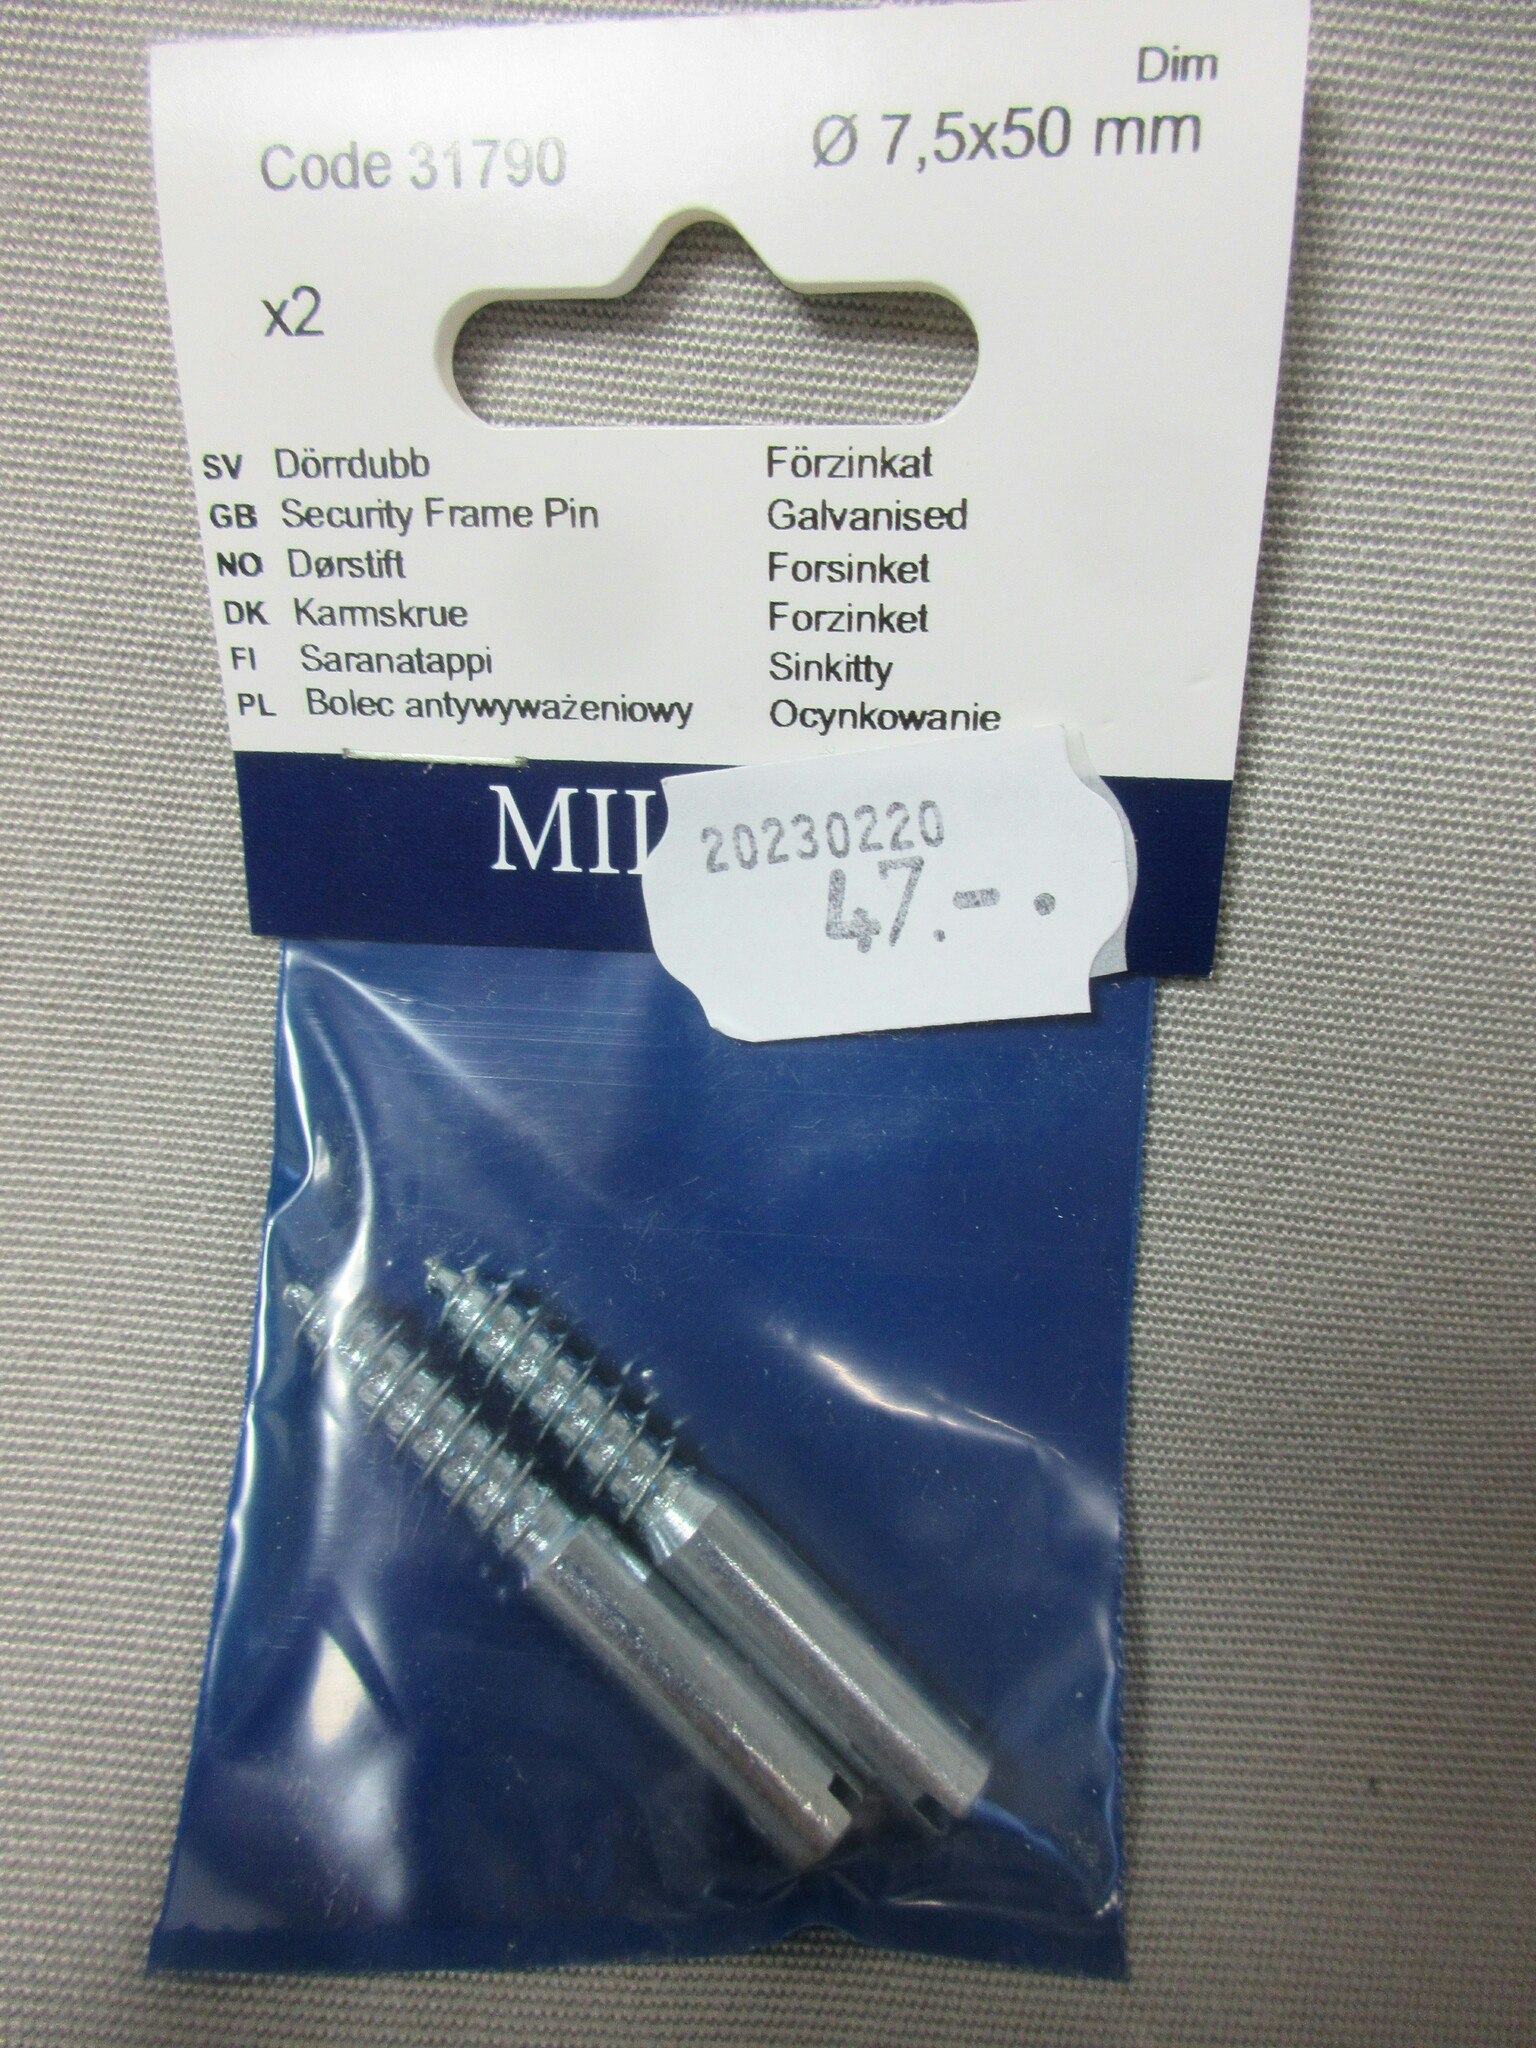 Dim
Code 31790
Ø 7,5x50 mm
x2
SV Dörrdubb Förzinkat
GB Security Frame Pin Galvanised
NO Dørstift Forsinket
DK Karmskrue Forzinket
FI Saranatappi Sinkitty
PL Bolec antywyważeniowy Ocynkowanie
20230220
47.-.